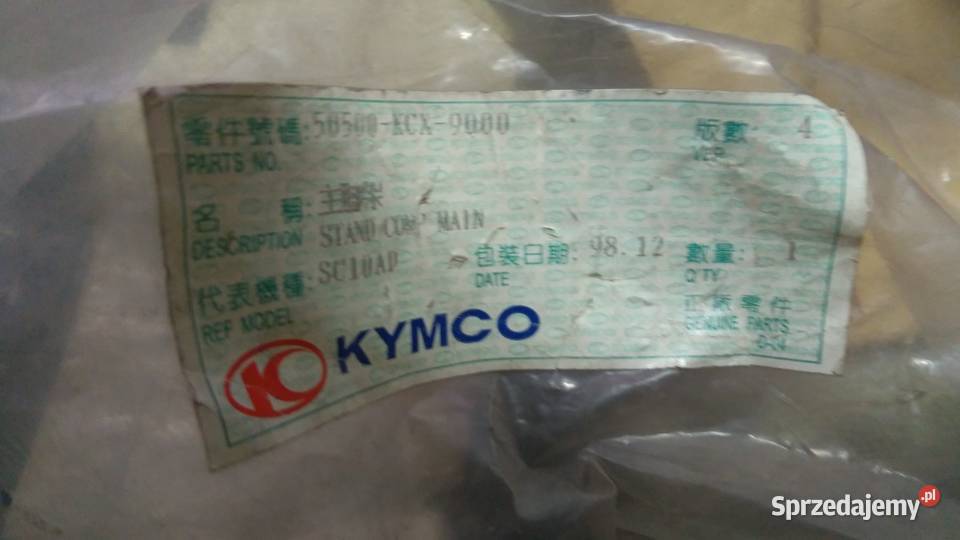 零件號碼:50500-KCX-9000 版數: 4
PARTS NO. VER
名 稱:主腳架
DESCRIPTION STAND COMP MAIN
代表機種: SC10AP 包裝日期: 98.12 數量: 1
REF MODEL DATE Q'TY
正廠零件
GENUINE PARTS
KC KYMCO
Sprzedajemy.pl